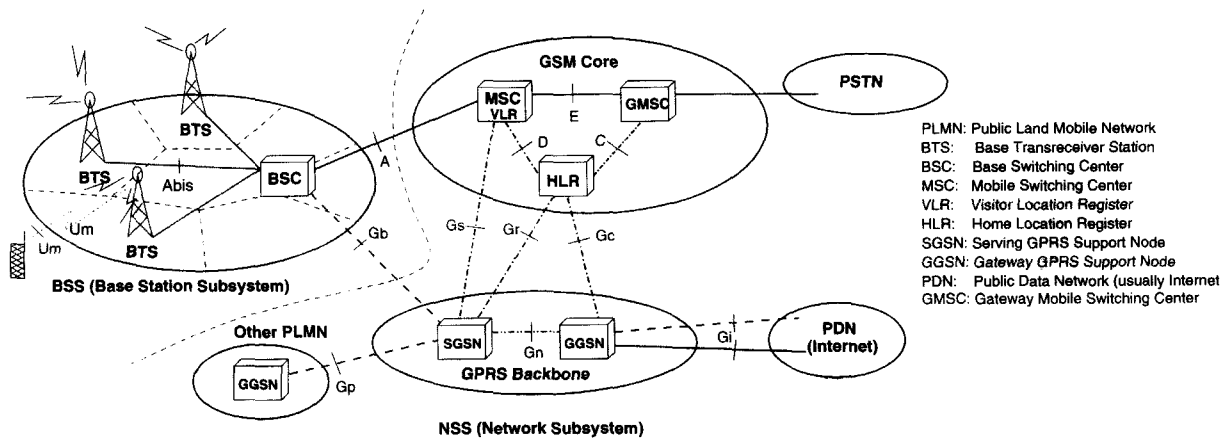 GSM Core
MSC
VLR
GMSC
PSTN
E
BTS
D
C
A
BSC
HLR
BTS
Abis
Um
Um
BTS
Gs
Gr
Gc
Gb
BSS (Base Station Subsystem)
Other PLMN
GGSN
Gp
SGSN
Gn
GGSN
Gi
PDN
(Internet)
GPRS Backbone
NSS (Network Subsystem)
PLMN: Public Land Mobile Network
BTS: Base Transreceiver Station
BSC: Base Switching Center
MSC: Mobile Switching Center
VLR: Visitor Location Register
HLR: Home Location Register
SGSN: Serving GPRS Support Node
GGSN: Gateway GPRS Support Node
PDN: Public Data Network (usually Internet
GMSC: Gateway Mobile Switching Center